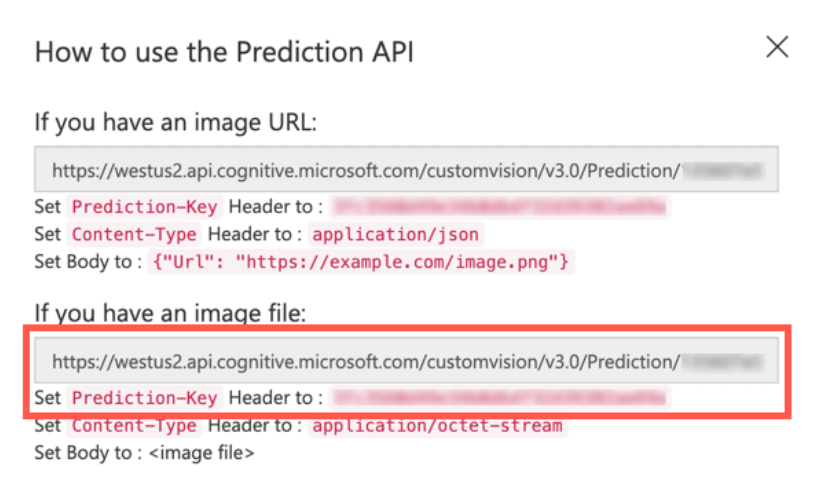 How to use the Prediction API
If you have an image URL:
https://westus2.api.cognitive.microsoft.com/customvision/v3.0/Prediction/
Set Prediction-Key Header to :
Set Content-Type Header to : application/json
Set Body to : {"Url": "https://example.com/image.png"}
If you have an image file:
https://westus2.api.cognitive.microsoft.com/customvision/v3.0/Prediction/
Set Prediction-Key Header to :
Set Content-Type Header to : application/octet-stream
Set Body to : <image file>